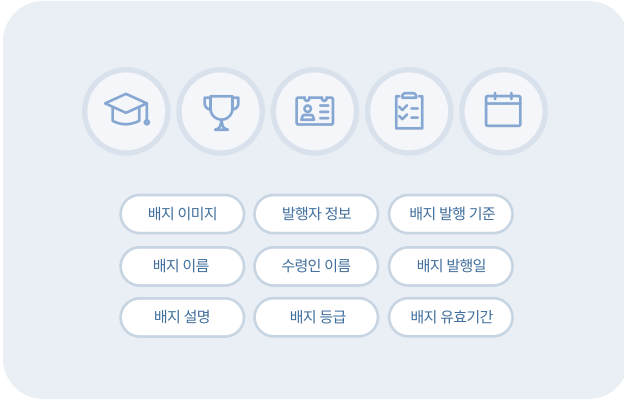 배지 이미지
발행자 정보
배지 발행 기준
배지 이름
수령인 이름
배지 발행일
배지 설명
배지 등급
배지 유효기간